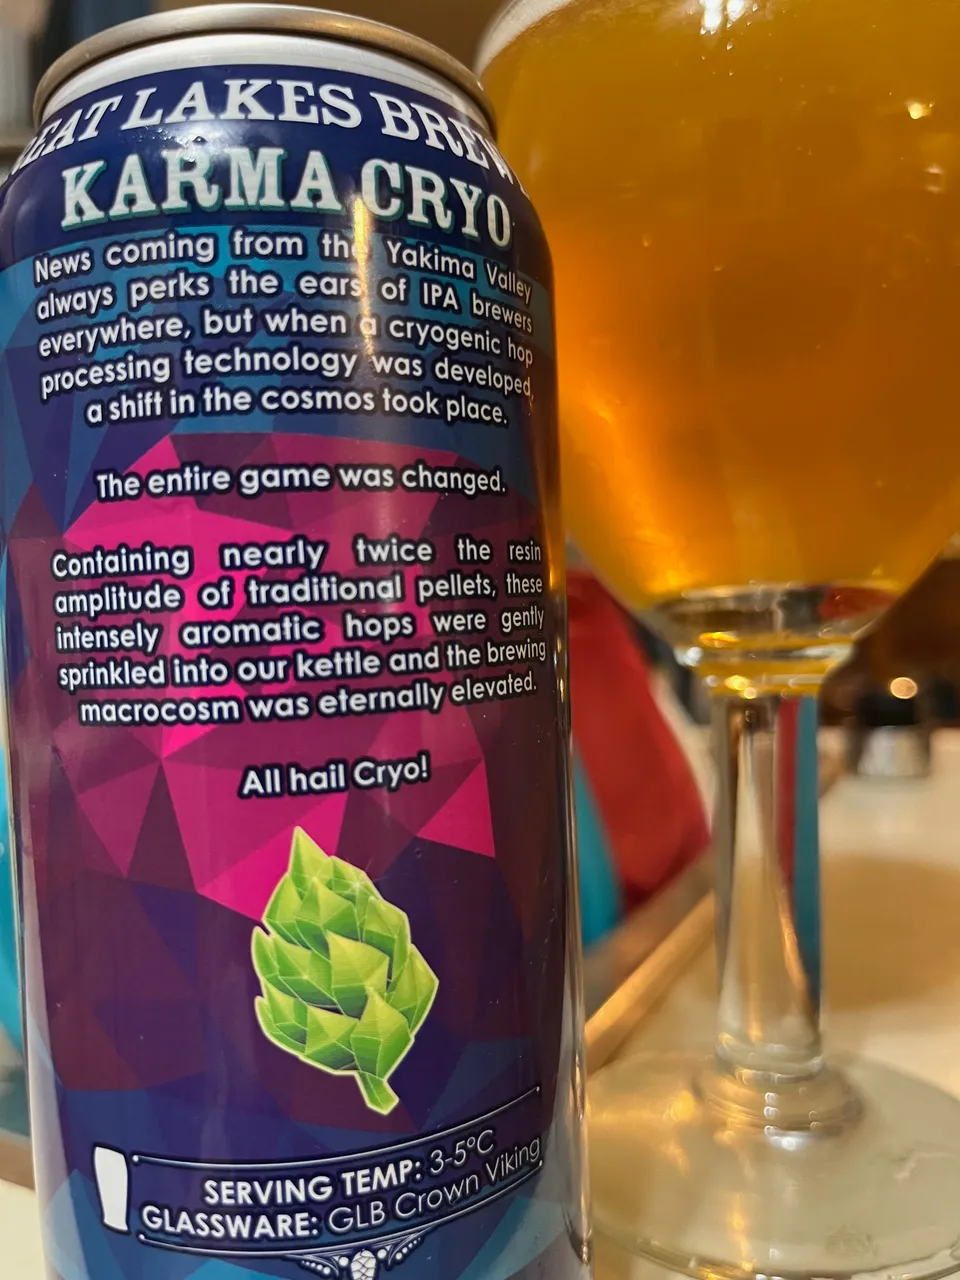 EAT LAKES BREW
KARMA CRYO
News coming from the Yakima Valley
always perks the ears of IPA brewers
everywhere, but when a cryogenic hop
processing technology was developed,
a shift in the cosmos took place.
The entire game was changed.
Containing nearly twice the resin
amplitude of traditional pellets, these
intensely aromatic hops were gently
sprinkled into our kettle and the brewing
macrocosm was eternally elevated.
All hail Cryo!
SERVING TEMP: 3-5°C
GLASSWARE: GLB Crown Viking